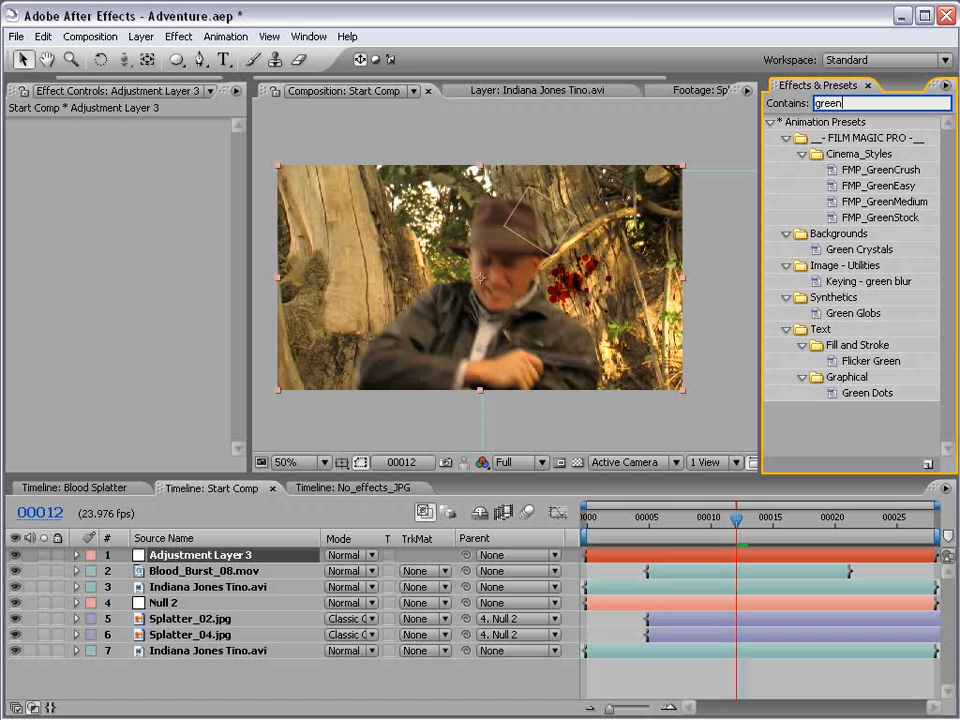 Adobe After Effects - Adventure.aep *
File Edit Composition Layer Effect Animation View Window Help
Workspace: Standard
Effect Controls: Adjustment Layer 3
Composition: Start Comp
Layer: Indiana Jones Tino.avi
Footage: Sp
Effects & Presets
Start Comp * Adjustment Layer 3
Contains: green
* Animation Presets
__- FILM MAGIC PRO -__
Cinema_Styles
FMP_GreenCrush
FMP_GreenEasy
FMP_GreenMedium
FMP_GreenStock
Backgrounds
Green Crystals
Image - Utilities
Keying - green blur
Synthetics
Green Globs
Text
Fill and Stroke
Flicker Green
Graphical
Green Dots
50% 00012 Full Active Camera 1 View
Timeline: Blood Splatter Timeline: Start Comp Timeline: No_effects_JPG
00012 (23.976 fps)
0000 00005 00010 00015 00020 00025
# Source Name Mode T TrkMat Parent
1 Adjustment Layer 3 Normal None
2 Blood_Burst_08.mov Normal None None
3 Indiana Jones Tino.avi Normal None None
4 Null 2 Normal None None
5 Splatter_02.jpg Classic C None 4. Null 2
6 Splatter_04.jpg Classic C None 4. Null 2
7 Indiana Jones Tino.avi Normal None None